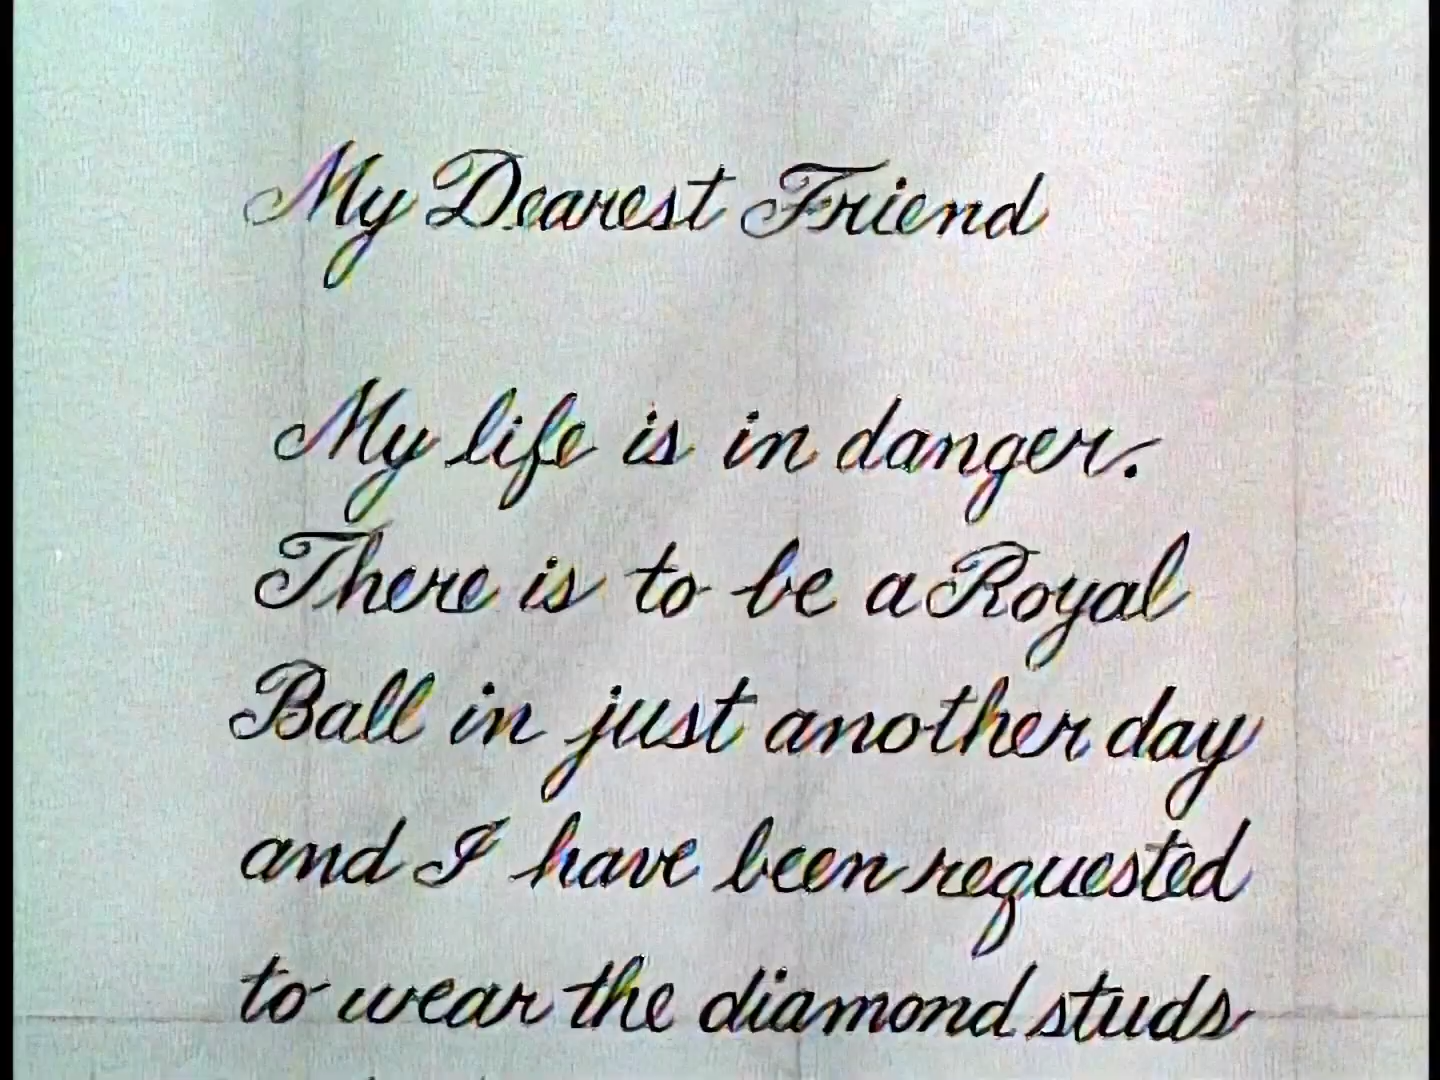 My Dearest Friend
My life is in danger.
There is to be a Royal
Ball in just another day
and I have been requested
to wear the diamond studs